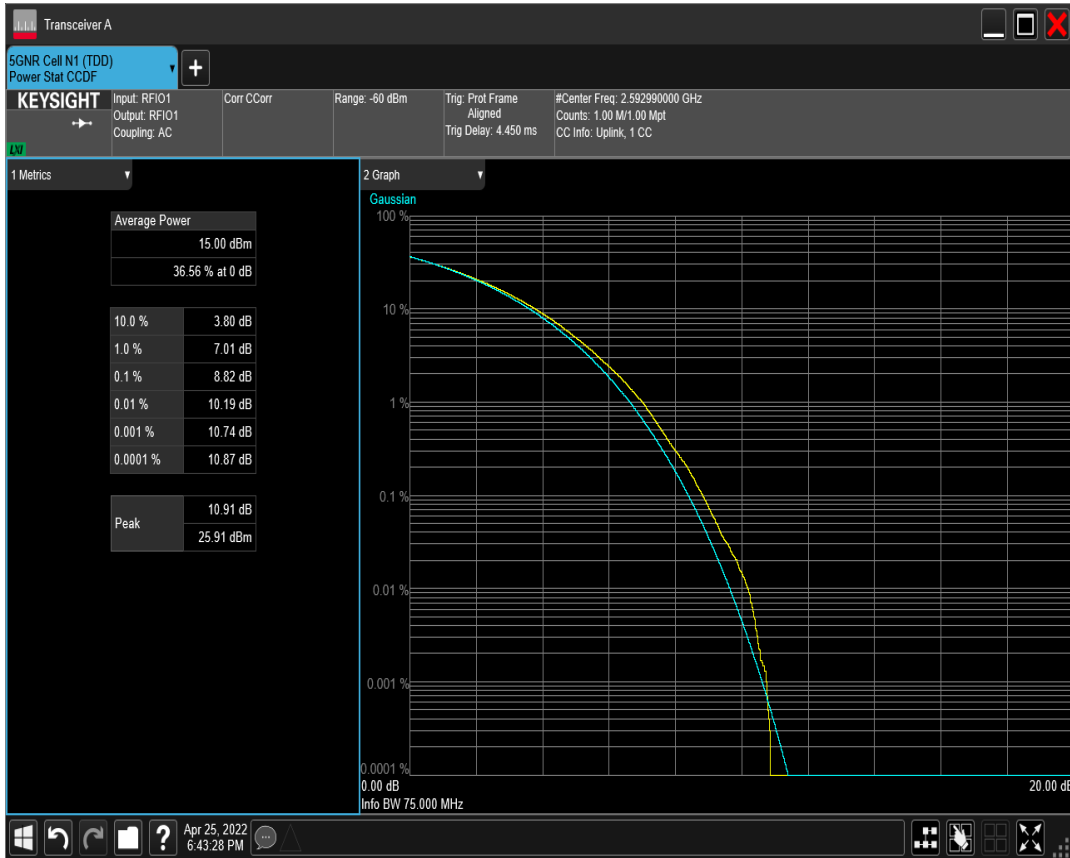 Transceiver A
5GNR Cell N1 (TDD)
Power Stat CCDF
+
KEYSIGHT
LXI
Input: RFIO1
Output: RFIO1
Coupling: AC
Corr CCorr
Range: -60 dBm
Trig: Prot Frame
Aligned
Trig Delay: 4.450 ms
#Center Freq: 2.592990000 GHz
Counts: 1.00 M/1.00 Mpt
CC Info: Uplink, 1 CC
1 Metrics
Average Power
15.00 dBm
36.56 % at 0 dB
10.0 % 3.80 dB
1.0 % 7.01 dB
0.1 % 8.82 dB
0.01 % 10.19 dB
0.001 % 10.74 dB
0.0001 % 10.87 dB
Peak 10.91 dB
25.91 dBm
2 Graph
Gaussian
100 %
10 %
1 %
0.1 %
0.01 %
0.001 %
0.0001 %
0.00 dB 20.00 dB
Info BW 75.000 MHz
? Apr 25, 2022
6:43:28 PM